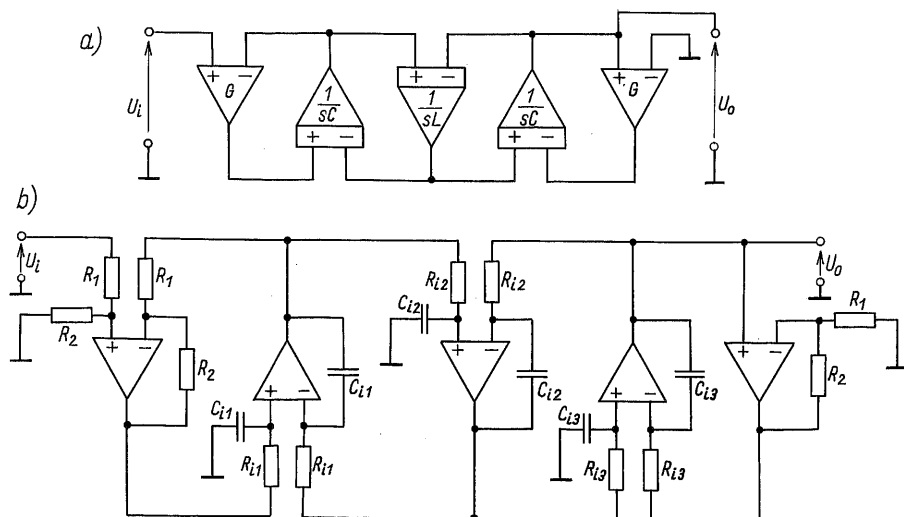 a)
U_i
+ − G
1/sC + −
+ − 1/sL
1/sC + −
+ − G
U_o
b)
U_i
R_1
R_1
R_2
+ −
R_2
+ −
C_i1
C_i1
R_i1
R_i1
C_i2
R_i2
R_i2
+ −
C_i2
+ −
C_i3
C_i3
R_i3
R_i3
U_o
+ −
R_1
R_2